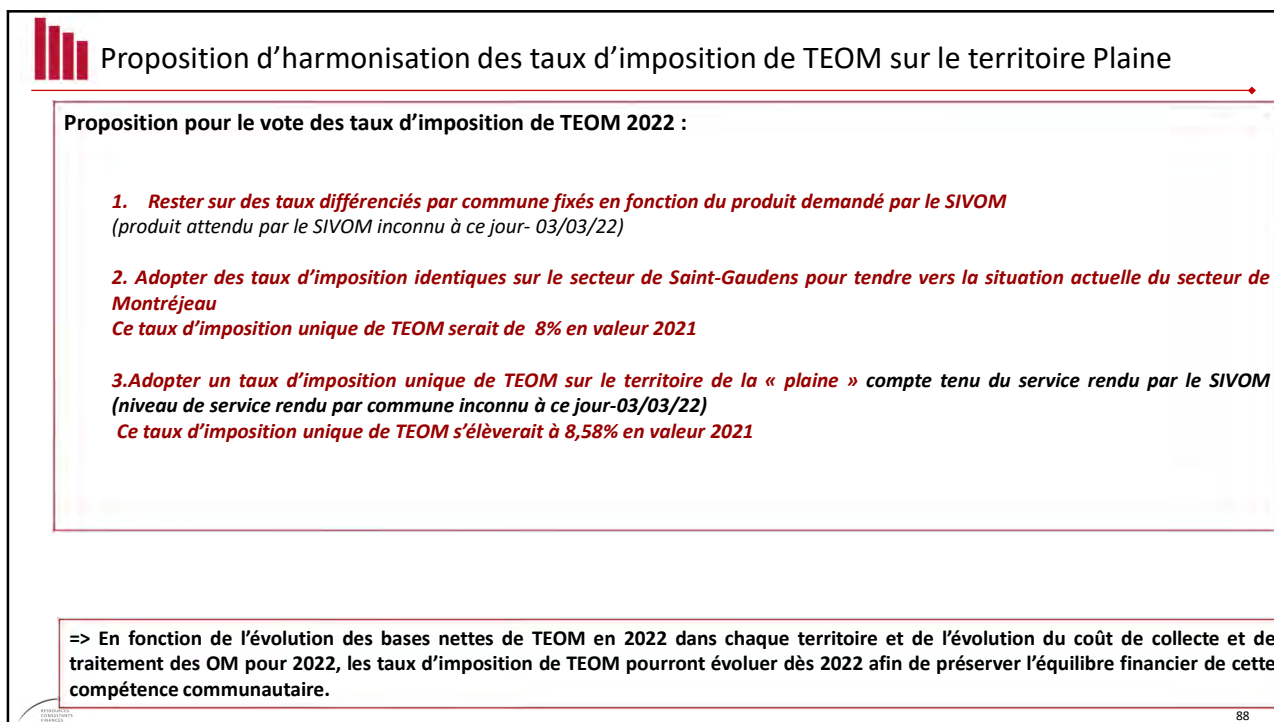 Proposition d’harmonisation des taux d’imposition de TEOM sur le territoire Plaine
Proposition pour le vote des taux d’imposition de TEOM 2022 :
1. Rester sur des taux différenciés par commune fixés en fonction du produit demandé par le SIVOM
(produit attendu par le SIVOM inconnu à ce jour- 03/03/22)
2. Adopter des taux d’imposition identiques sur le secteur de Saint-Gaudens pour tendre vers la situation actuelle du secteur de
Montréjeau
Ce taux d’imposition unique de TEOM serait de 8% en valeur 2021
3.Adopter un taux d’imposition unique de TEOM sur le territoire de la « plaine » compte tenu du service rendu par le SIVOM
(niveau de service rendu par commune inconnu à ce jour-03/03/22)
Ce taux d’imposition unique de TEOM s’élèverait à 8,58% en valeur 2021
=> En fonction de l’évolution des bases nettes de TEOM en 2022 dans chaque territoire et de l’évolution du coût de collecte et de
traitement des OM pour 2022, les taux d’imposition de TEOM pourront évoluer dès 2022 afin de préserver l’équilibre financier de cette
compétence communautaire.
RESSOURCES
CONSULTANTS
FINANCES
88